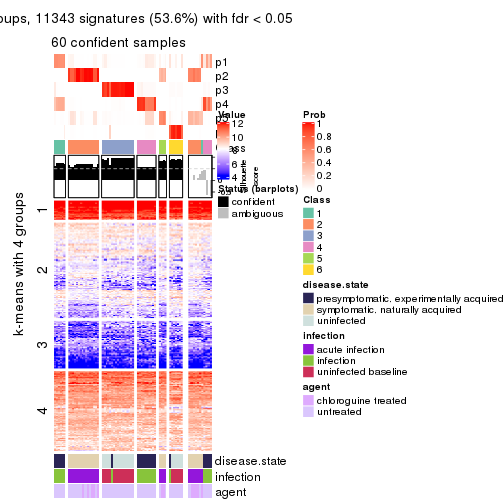 oups, 11343 signatures (53.6%) with fdr < 0.05
60 confident samples
p1
p2
p3
p4
k-means with 4 groups
1
2
3
4
Value
12
10
8
6
4
Status (barplots)
confident
ambiguous
Silhouette
score
Prob
1
0.8
0.6
0.4
0.2
0
Class
1
2
3
4
5
6
disease.state
presymptomatic. experimentally acquired
symptomatic. naturally acquired
uninfected
infection
acute infection
infection
uninfected baseline
agent
chloroguine treated
untreated
disease.state
infection
agent